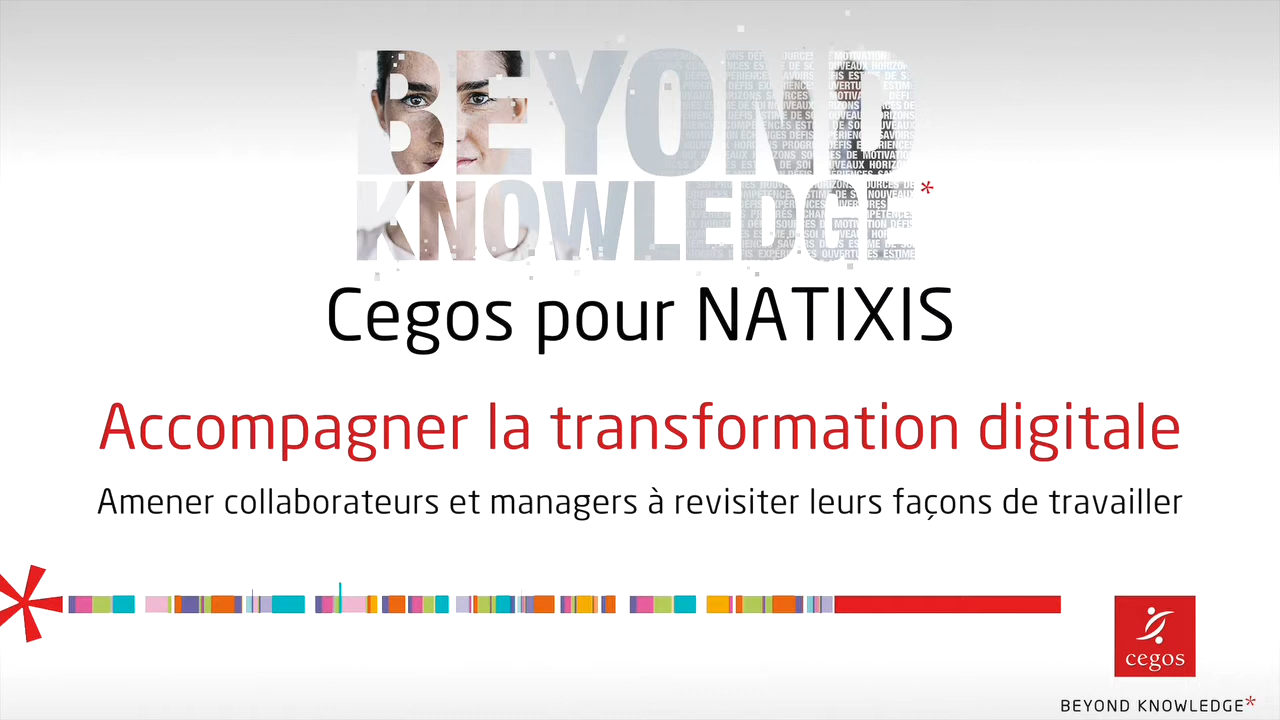 BEYOND
KNOWLEDGE*
Cegos pour NATIXIS
Accompagner la transformation digitale
Amener collaborateurs et managers à revisiter leurs façons de travailler
cegos
BEYOND KNOWLEDGE*